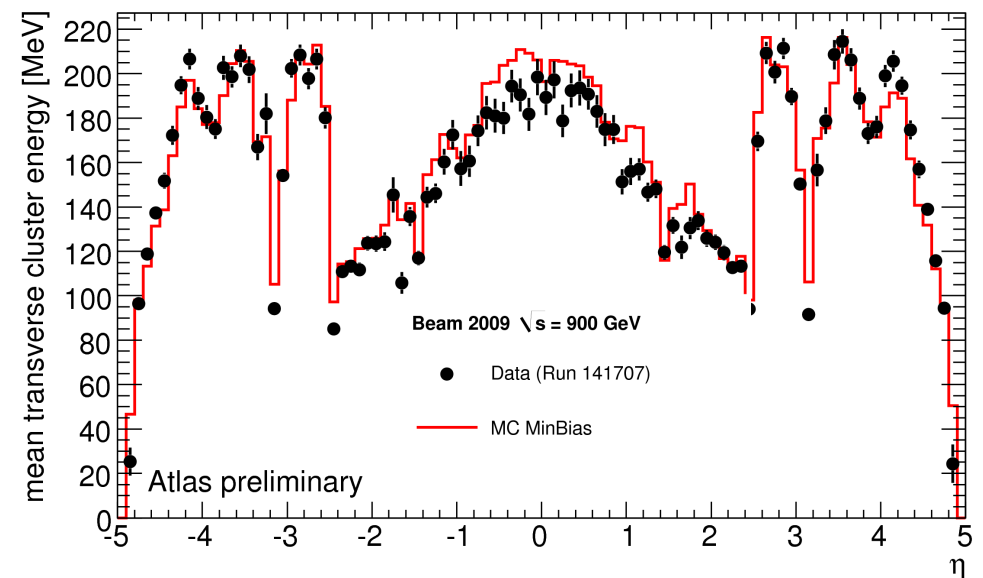 mean transverse cluster energy [MeV]
220
200
180
160
140
120
100
80
60
40
20
0
Beam 2009 √s = 900 GeV
Data (Run 141707)
MC MinBias
Atlas preliminary
-5 -4 -3 -2 -1 0 1 2 3 4 5
η